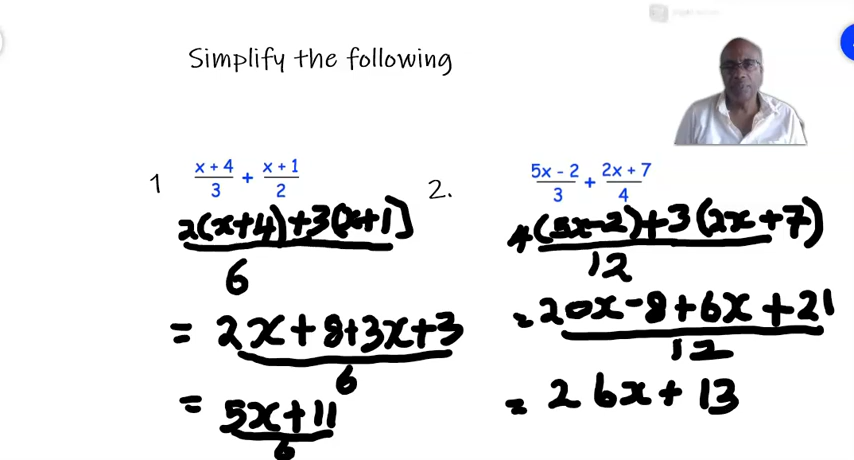 Simplify the following
1 (x + 4)/3 + (x + 1)/2
2(x+4)+3(x+1]
6
= 2x+8+3x+3
6
= 5x+11
6
2. (5x - 2)/3 + (2x + 7)/4
4(5x-2)+3(2x+7)
12
= 20x-8+6x+21
12
= 26x+13